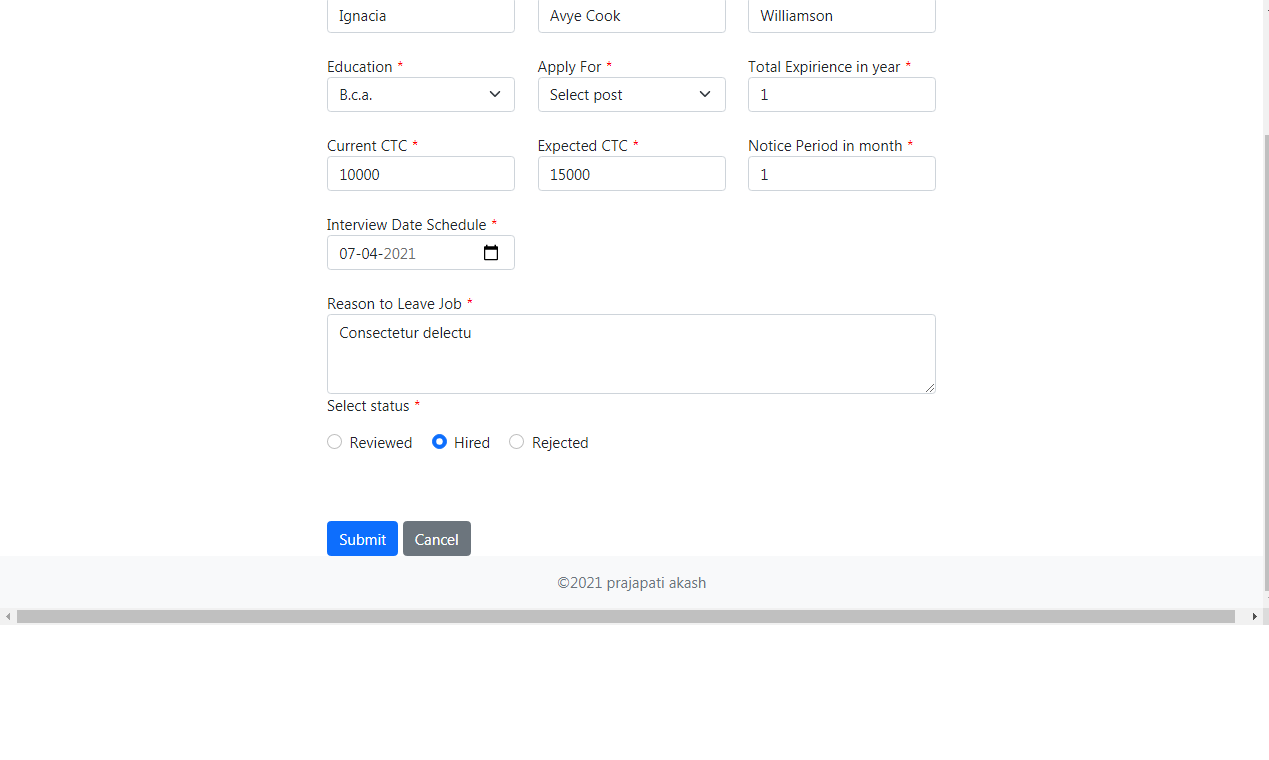 Ignacia Avye Cook Williamson
Education * Apply For * Total Expirience in year *
B.c.a. Select post 1
Current CTC * Expected CTC * Notice Period in month *
10000 15000 1
Interview Date Schedule *
07-04-2021
Reason to Leave Job *
Consectetur delectu
Select status *
Reviewed Hired Rejected
Submit Cancel
©2021 prajapati akash